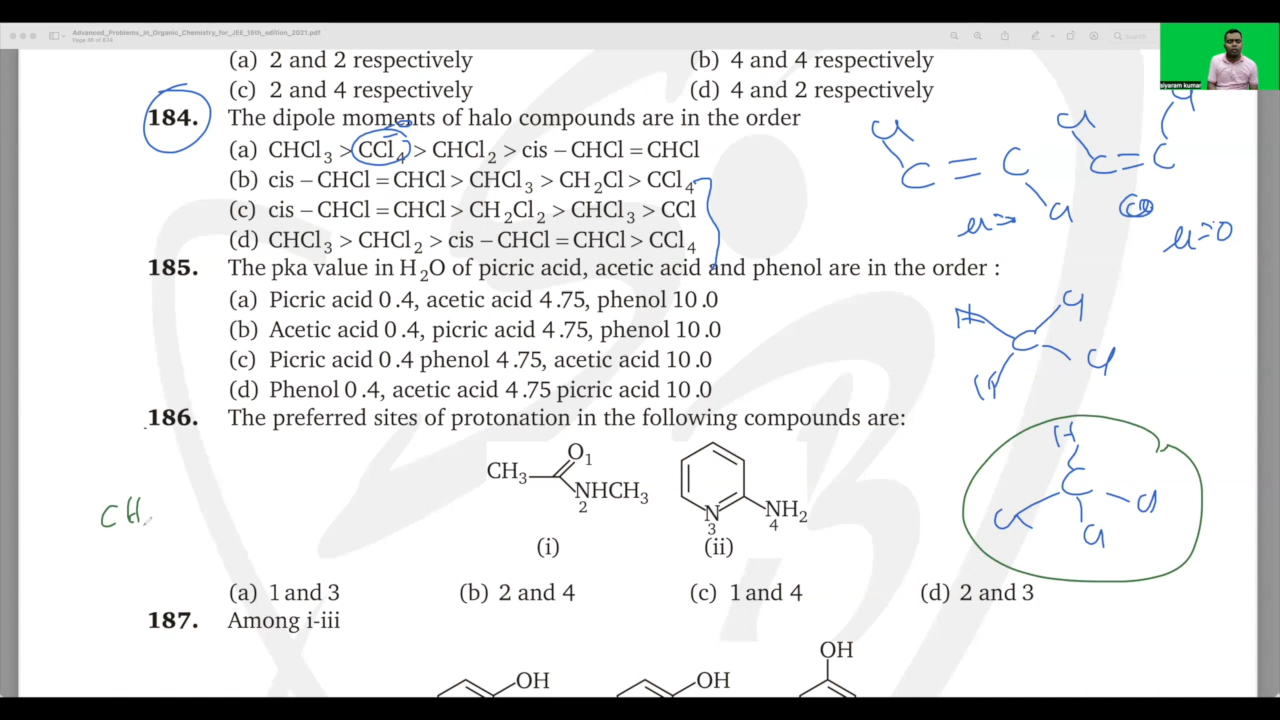 Advanced_Problems_in_Organic_Chemistry_for_JEE_15th_edition_2021.pdf
Search
aiyaram kumar
(a) 2 and 2 respectively (b) 4 and 4 respectively
(c) 2 and 4 respectively (d) 4 and 2 respectively
184. The dipole moments of halo compounds are in the order
(a) CHCl₃ > CCl₄ > CHCl₂ > cis – CHCl = CHCl
(b) cis – CHCl = CHCl > CHCl₃ > CH₂Cl > CCl₄
(c) cis – CHCl = CHCl > CH₂Cl₂ > CHCl₃ > CCl
(d) CHCl₃ > CHCl₂ > cis – CHCl = CHCl > CCl₄
Cl Cl Cl
C = C C = C
Cl
μ=0
185. The pka value in H₂O of picric acid, acetic acid and phenol are in the order :
(a) Picric acid 0.4, acetic acid 4.75, phenol 10.0
(b) Acetic acid 0.4, picric acid 4.75, phenol 10.0
(c) Picric acid 0.4 phenol 4.75, acetic acid 10.0
(d) Phenol 0.4, acetic acid 4.75 picric acid 10.0
H Cl
C
H Cl
186. The preferred sites of protonation in the following compounds are:
O₁
CH₃
NHCH₃
2
N
3
NH₂
4
(i) (ii)
H
C
Cl Cl
Cl
CH
(a) 1 and 3 (b) 2 and 4 (c) 1 and 4 (d) 2 and 3
187. Among i-iii
OH OH OH